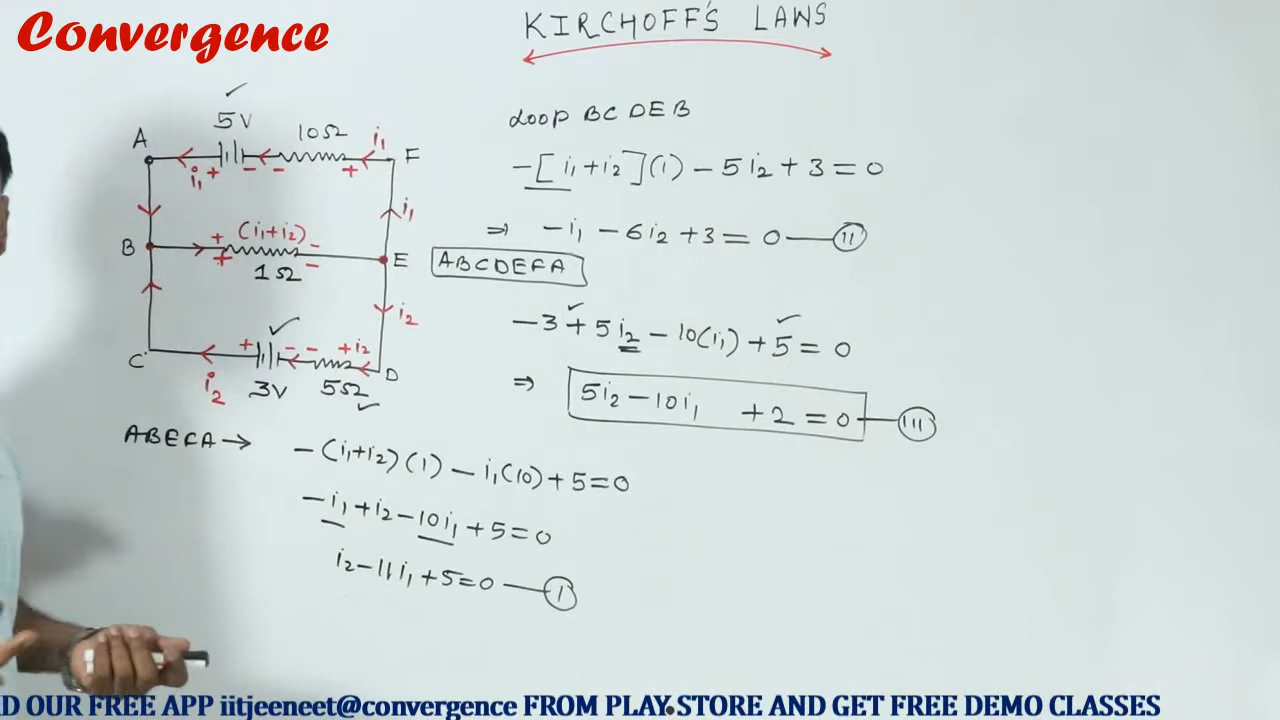 Convergence
KIRCHOFF'S LAWS
5V
10Ω
i₁
A
F
i₁
+ - - +
i₁
(i₁+i₂)
+ -
B
E
+ -
1Ω
i₂
+ - - + i₂
C
D
i₂
3V
5Ω
Loop BCDEB
-[i₁+i₂](1) - 5i₂ + 3 = 0
⇒ -i₁ - 6i₂ + 3 = 0 — II
ABCDEFA
-3 + 5i₂ - 10(i₁) + 5 = 0
⇒ 5i₂ - 10i₁ + 2 = 0 — III
ABEFA → -(i₁+i₂)(1) - i₁(10) + 5 = 0
-i₁ + i₂ - 10i₁ + 5 = 0
i₂ - 11i₁ + 5 = 0 — I
D OUR FREE APP iitjeeneet@convergence FROM PLAY STORE AND GET FREE DEMO CLASSES